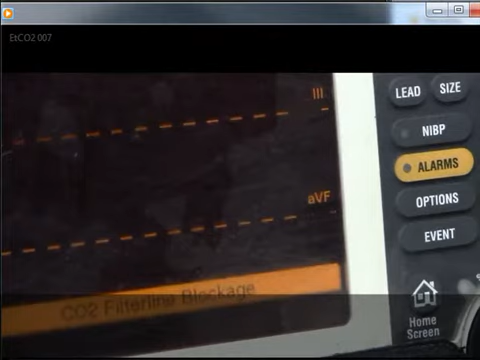 EtCO2 007
III
aVF
CO2 Filterline Blockage
LEAD
SIZE
NIBP
ALARMS
OPTIONS
EVENT
Home
Screen